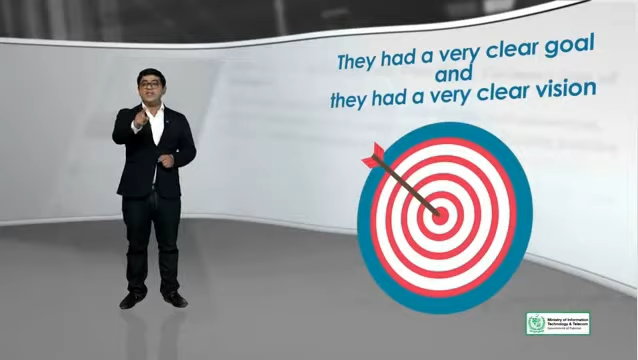 They had a very clear goal
and
they had a very clear vision
Ministry of Information
Technology & Telecom